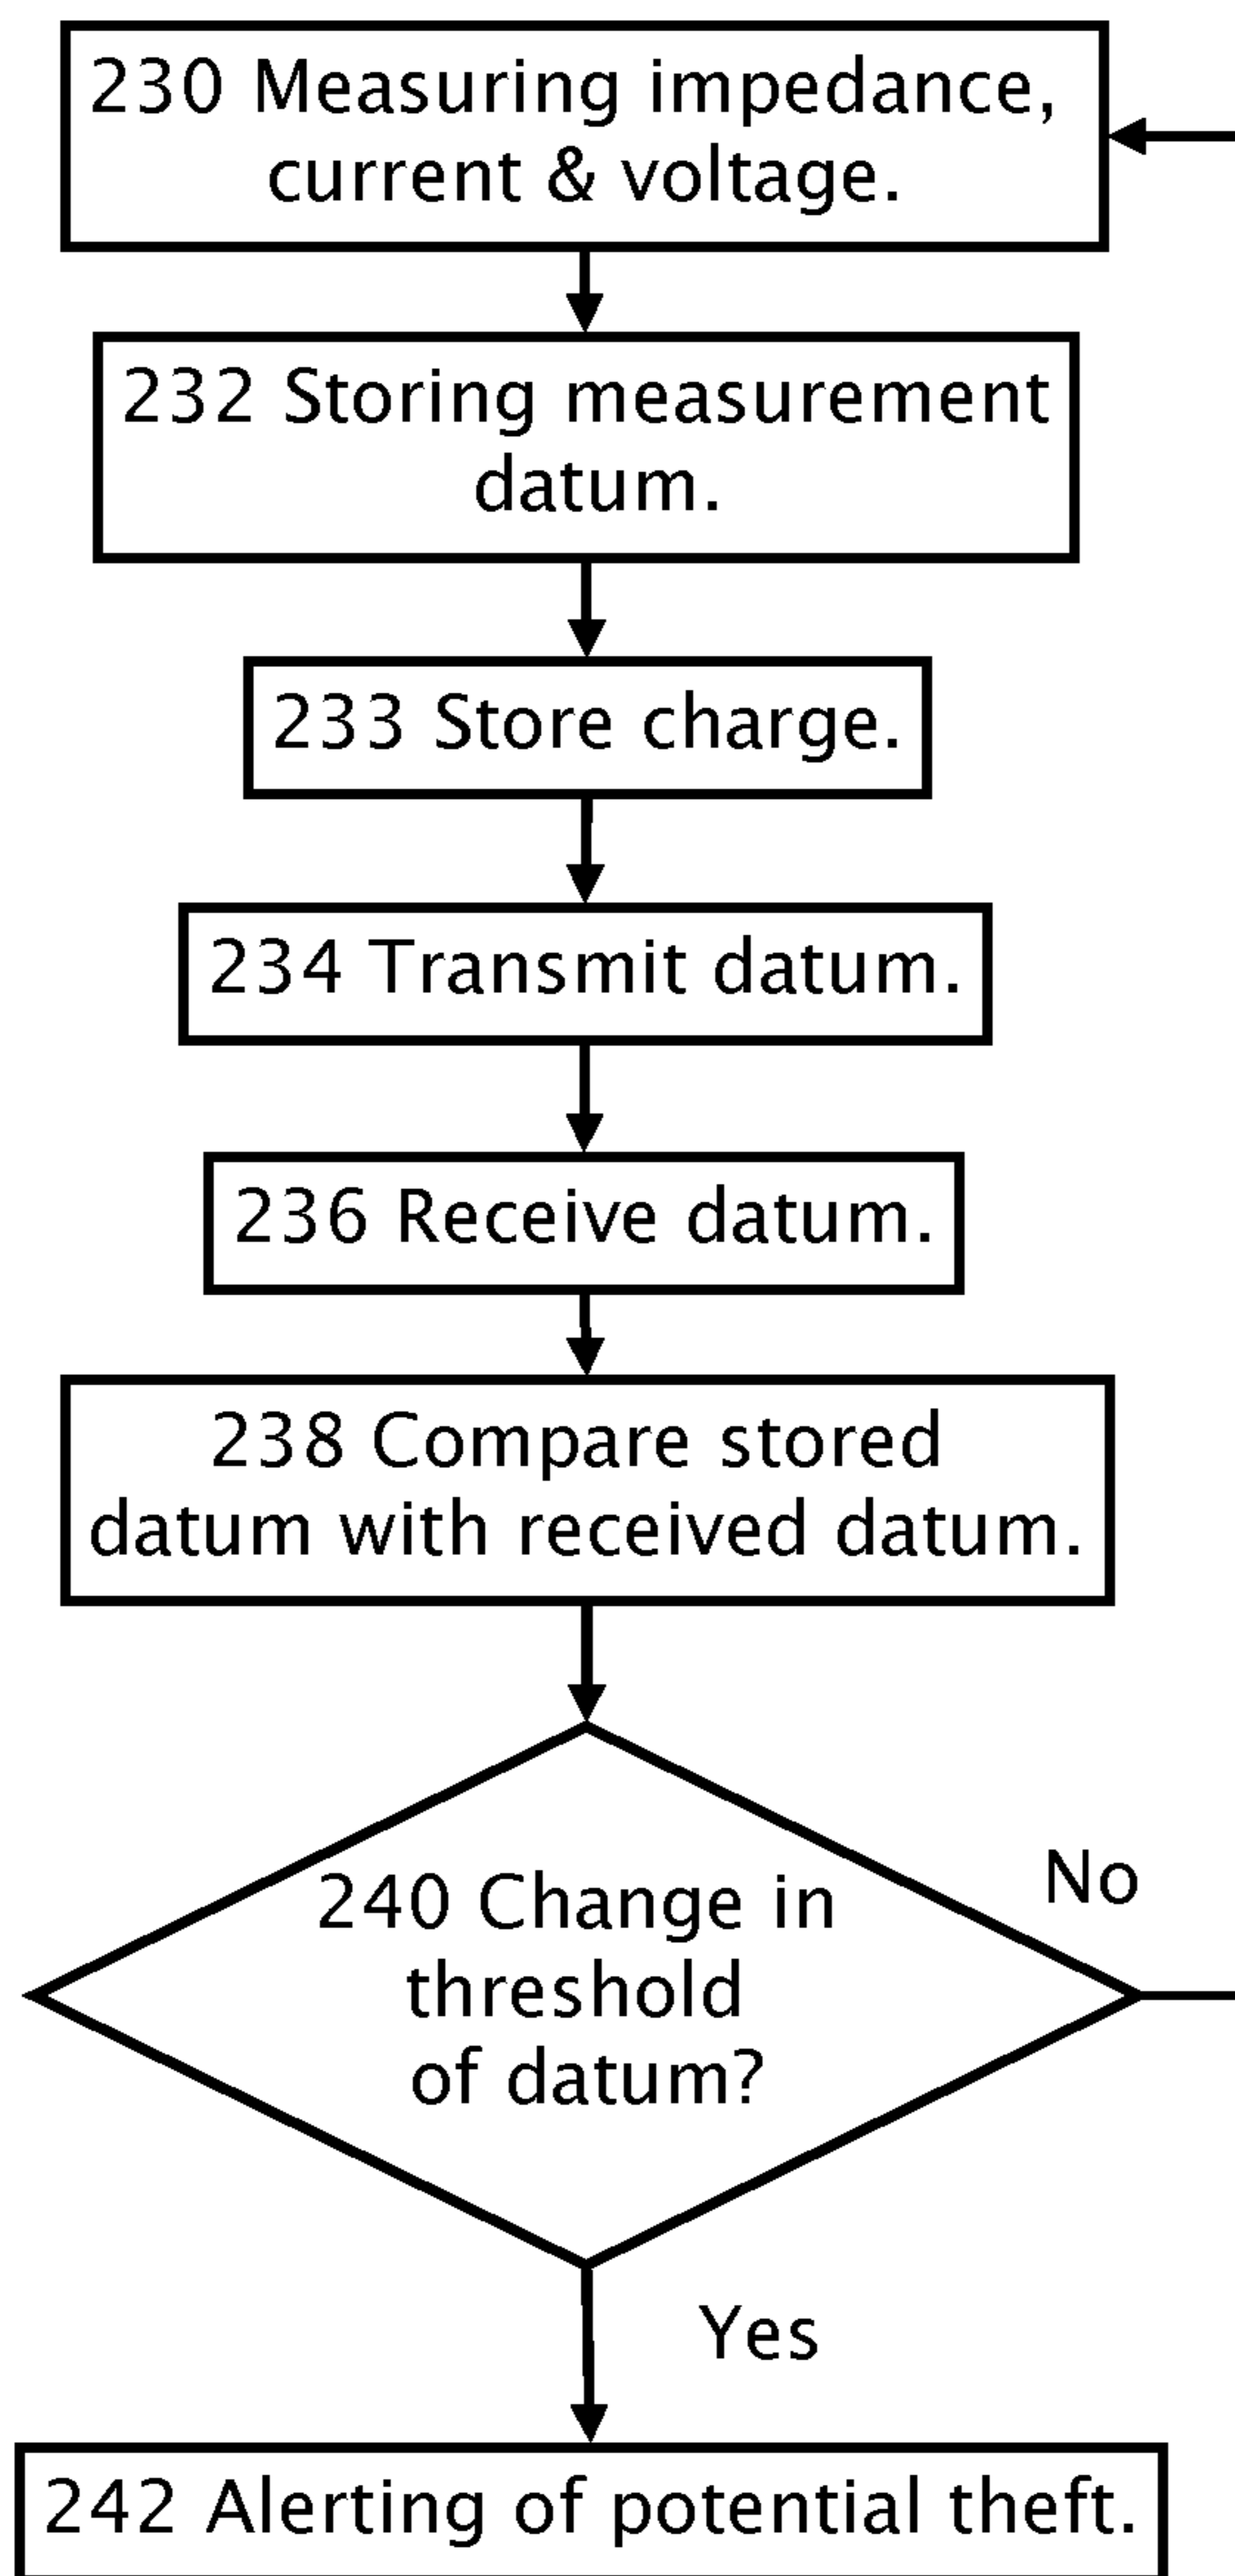 230 Measuring impedance,
current & voltage.
232 Storing measurement
datum.
233 Store charge.
234 Transmit datum.
236 Receive datum.
238 Compare stored
datum with received datum.
240 Change in
threshold
of datum?
No
Yes
242 Alerting of potential theft.